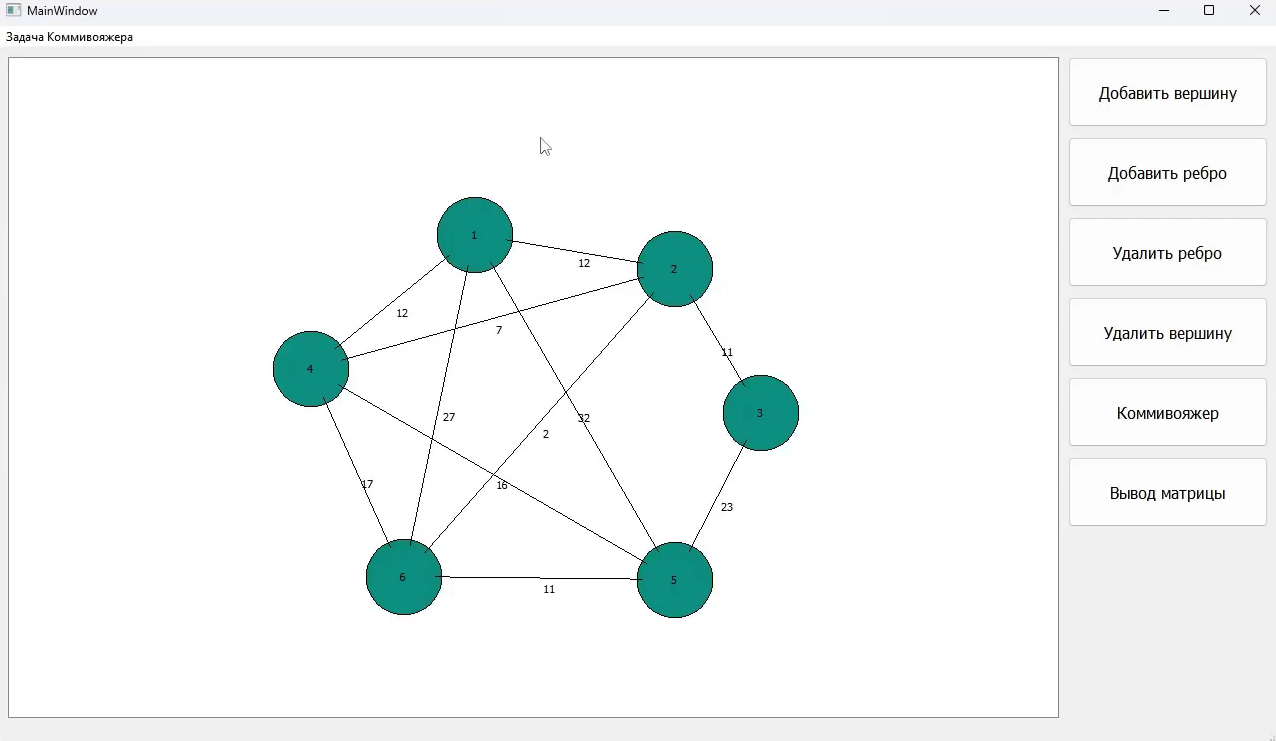 MainWindow
Задача Коммивояжера
Добавить вершину
Добавить ребро
Удалить ребро
Удалить вершину
Коммивояжер
Вывод матрицы
1
12
2
12
7
11
4
3
27
32
2
17
16
23
6
11
5